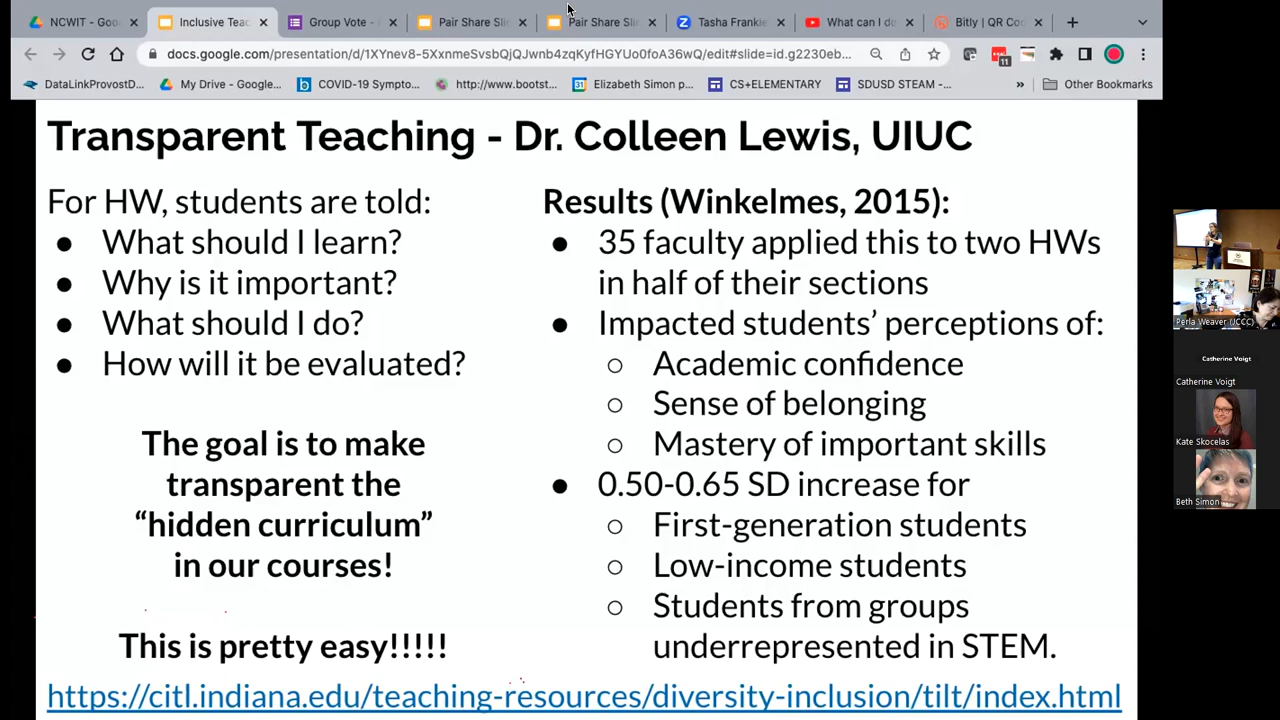 NCWIT - Goo
Inclusive Teac
Group Vote -
Pair Share Sli
Pair Share Sli
Tasha Frankie
What can I do
Bitly | QR Co
docs.google.com/presentation/d/1XYnev8-5XxnmeSvsbQjQJwnb4zqKyfHGYUo0foA36wQ/edit#slide=id.g2230eb...
11
DataLinkProvostD...
My Drive - Google...
COVID-19 Sympto...
http://www.bootst...
31
Elizabeth Simon p...
CS+ELEMENTARY
SDUSD STEAM -...
»
Other Bookmarks
Transparent Teaching - Dr. Colleen Lewis, UIUC
For HW, students are told:
● What should I learn?
● Why is it important?
● What should I do?
● How will it be evaluated?
The goal is to make
transparent the
“hidden curriculum”
in our courses!
This is pretty easy!!!!!
Results (Winkelmes, 2015):
● 35 faculty applied this to two HWs
in half of their sections
● Impacted students’ perceptions of:
○ Academic confidence
○ Sense of belonging
○ Mastery of important skills
● 0.50-0.65 SD increase for
○ First-generation students
○ Low-income students
○ Students from groups
underrepresented in STEM.
https://citl.indiana.edu/teaching-resources/diversity-inclusion/tilt/index.html
Perla Weaver (JCCC)
Catherine Voigt
Catherine Voigt
Kate Skocelas
Beth Simon